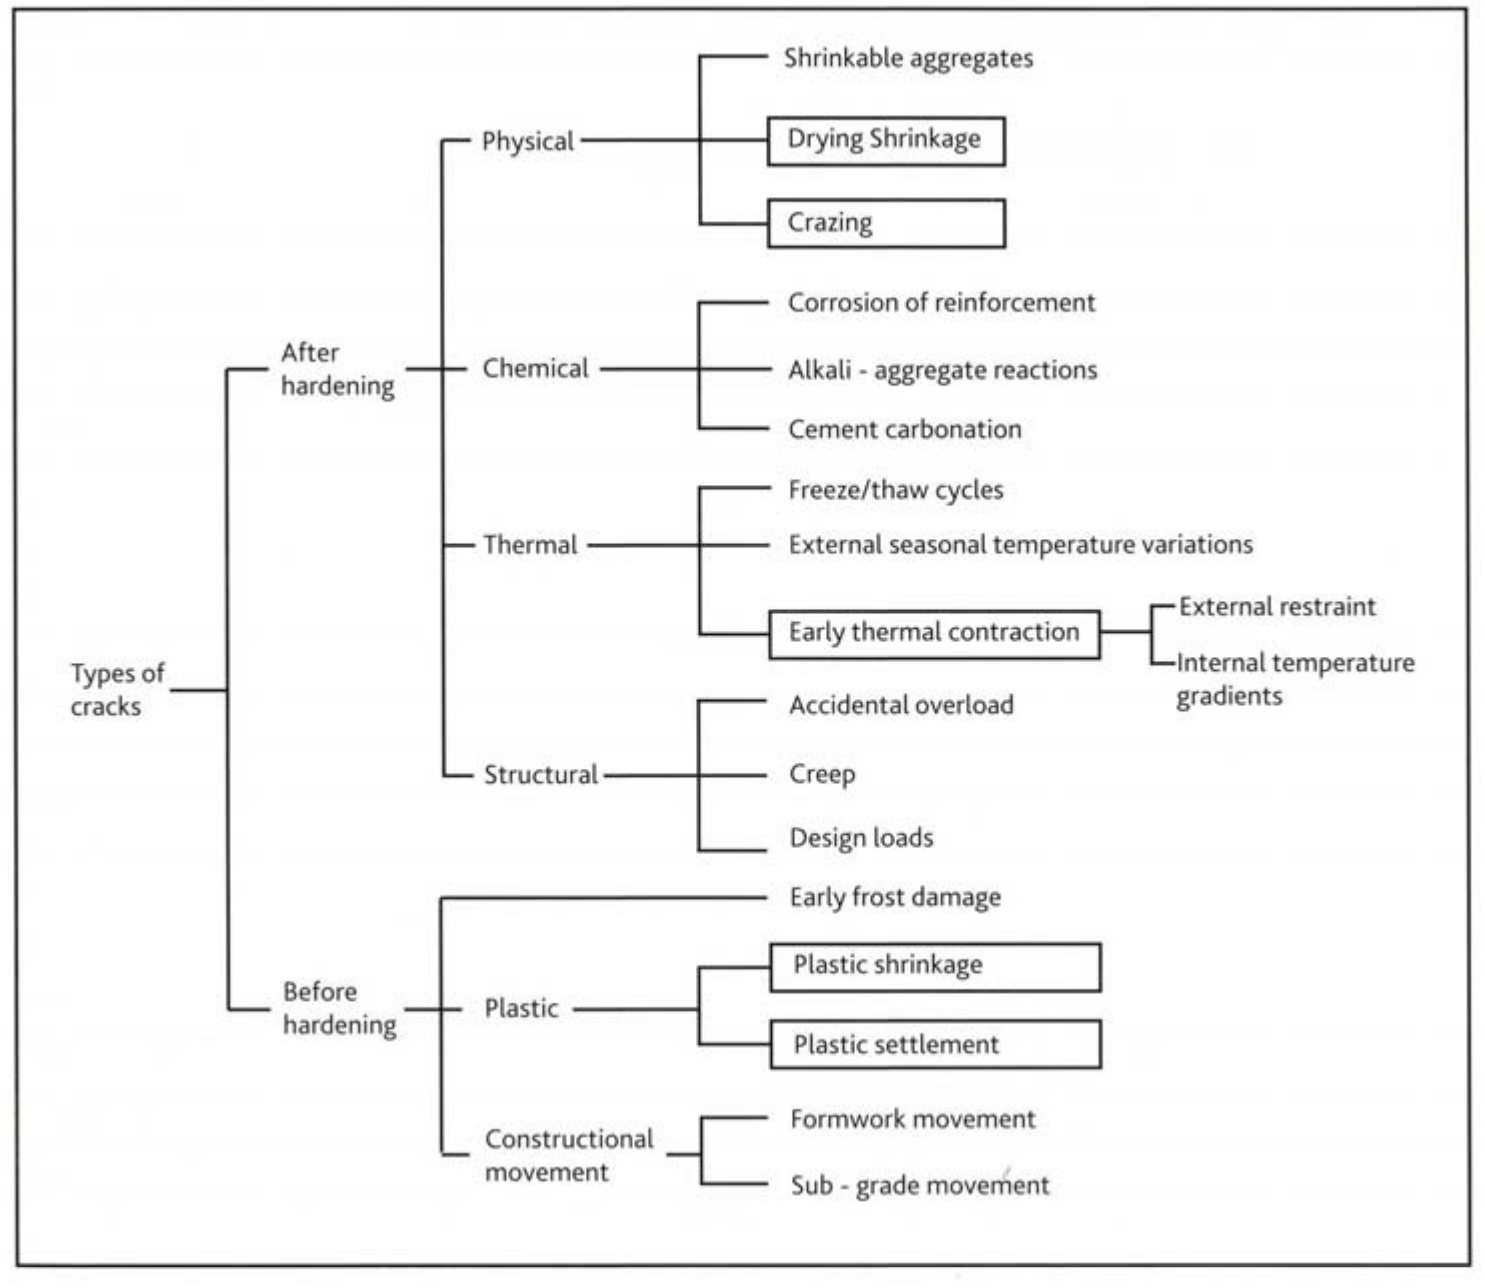 Shrinkable aggregates
Physical
Drying Shrinkage
Crazing
Corrosion of reinforcement
After
hardening
Chemical
Alkali - aggregate reactions
Cement carbonation
Freeze/thaw cycles
Thermal
External seasonal temperature variations
Early thermal contraction
External restraint
Internal temperature
gradients
Types of
cracks
Accidental overload
Structural
Creep
Design loads
Early frost damage
Before
hardening
Plastic
Plastic shrinkage
Plastic settlement
Constructional
movement
Formwork movement
Sub - grade movement